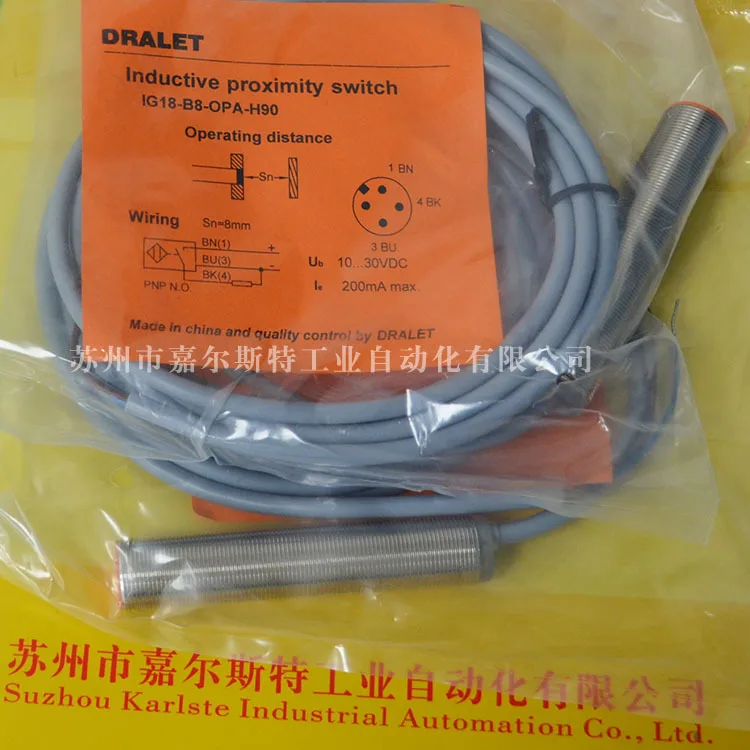 DRALET
Inductive proximity switch
IG18-B8-OPA-H90
Operating distance
Sn
1 BN
4 BK
3 BU
Wiring Sn=8mm
BN(1) +
BU(3) -
BK(4)
PNP N.O.
Ub 10...30VDC
Ie 200mA max.
Made in china and quality control by DRALET
苏州市嘉尔斯特工业自动化有限公司
苏州市嘉尔斯特工业自动化有限公司
Suzhou Karlste Industrial Automation Co., Ltd.